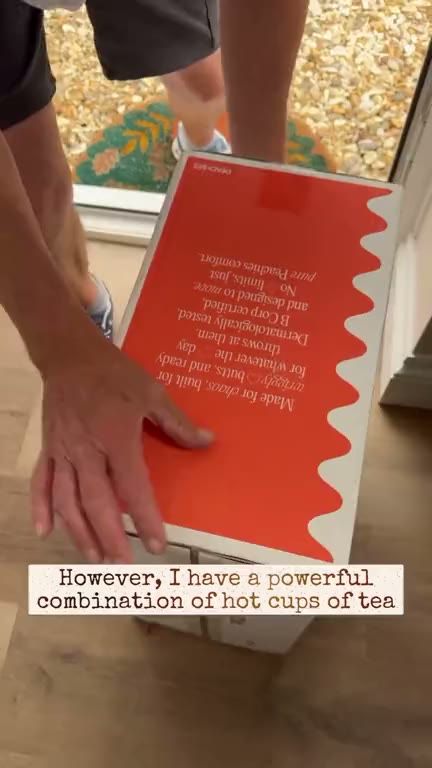 Made for chaos, built for
wriggly butts, and ready
for whatever the day
throws at them.
Dermatologically tested.
B Corp certified,
and designed to move.
No limits, just
pure Peachies comfort.
PEACHIES
However, I have a powerful
combination of hot cups of tea